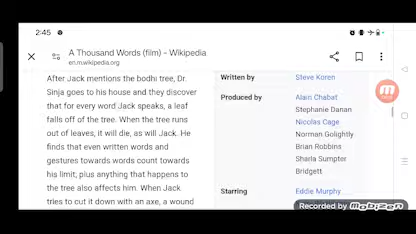 2:45
A Thousand Words (film) - Wikipedia
en.m.wikipedia.org
After Jack mentions the bodhi tree, Dr.
Sinja goes to his house and they discover
that for every word Jack speaks, a leaf
falls off of the tree. When the tree runs
out of leaves, it will die, as will Jack. He
finds that even written words and
gestures towards words count towards
his limit, plus anything that happens to
the tree also affects him. When Jack
tries to cut it down with an axe, a wound
Written by Steve Koren
Produced by Alain Chabat
Stephanie Danan
Nicolas Cage
Norman Golightly
Brian Robbins
Sharla Sumpter
Bridgett
Starring Eddie Murphy
Recorded by Mobizen